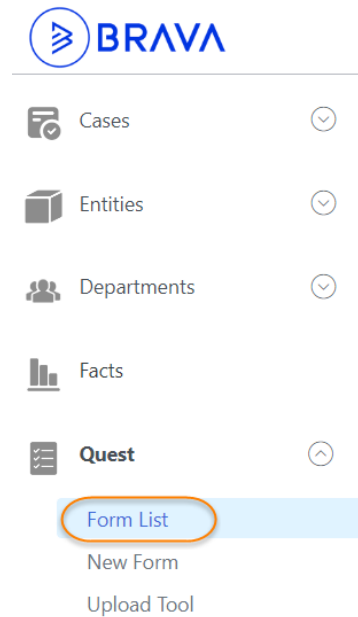 BRAVA
Cases
Entities
Departments
Facts
Quest
Form List
New Form
Upload Tool